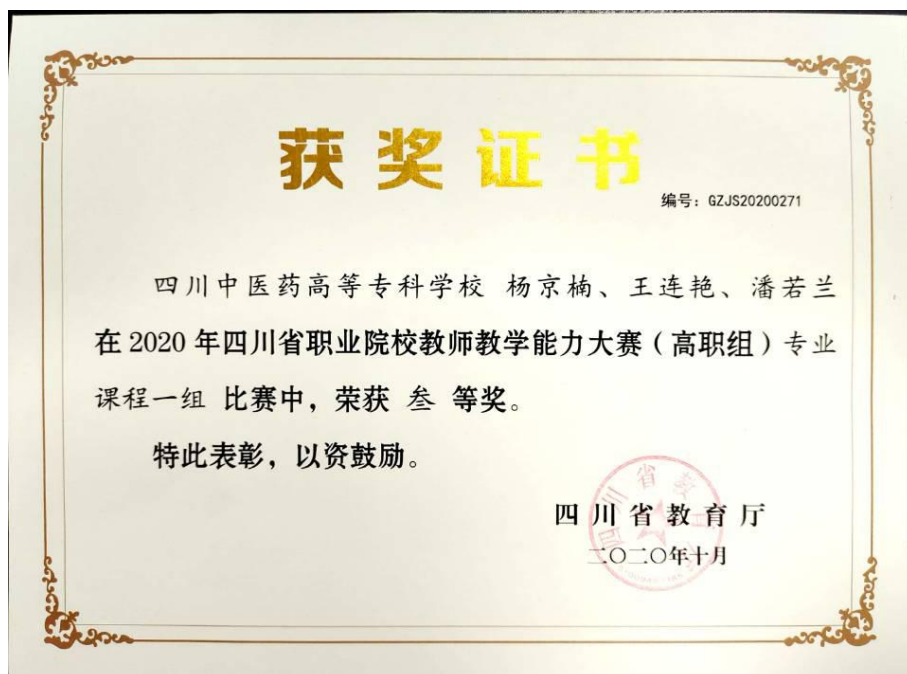 获奖证书
编号：GZJS20200271
四川中医药高等专科学校 杨京楠、王连艳、潘若兰
在 2020 年四川省职业院校教师教学能力大赛（高职组）专业
课程一组 比赛中，荣获 叁 等奖。
特此表彰，以资鼓励。
四川省教育厅
二〇二〇年十月